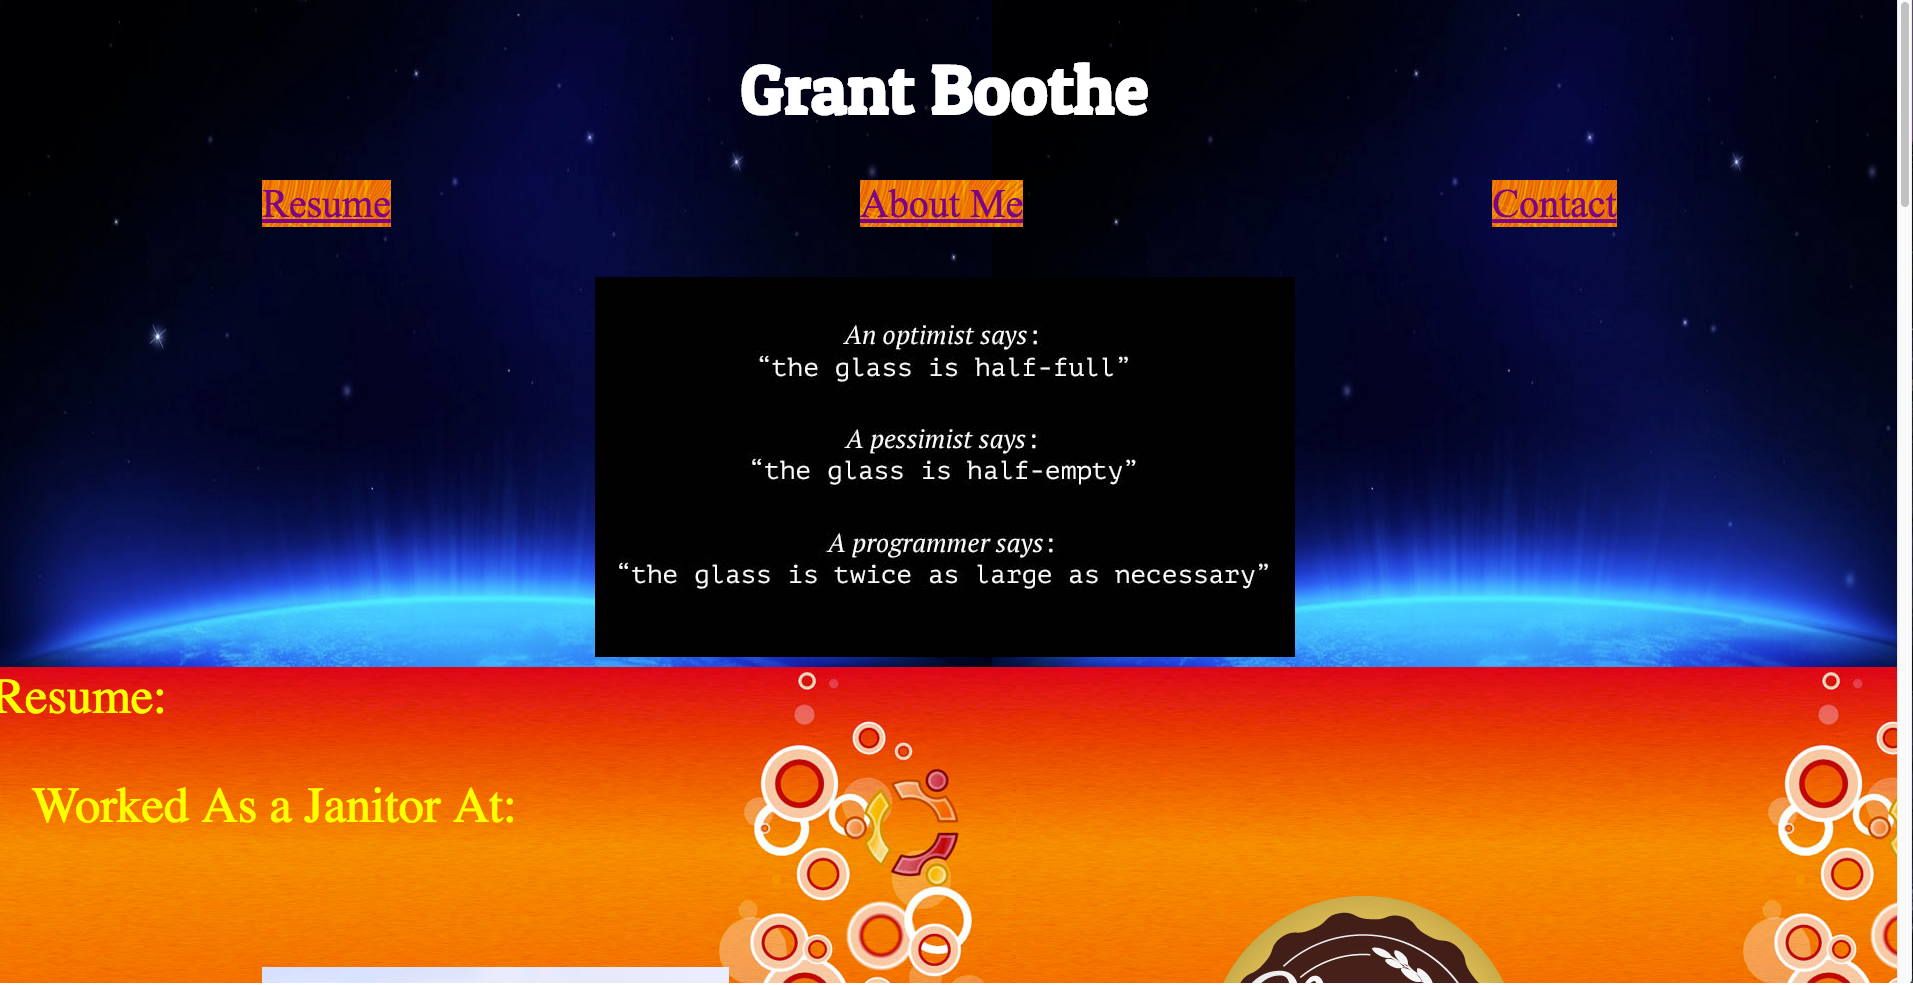 Grant Boothe
Resume About Me Contact
An optimist says:
“the glass is half-full”
A pessimist says:
“the glass is half-empty”
A programmer says:
“the glass is twice as large as necessary”
Resume:
Worked As a Janitor At: